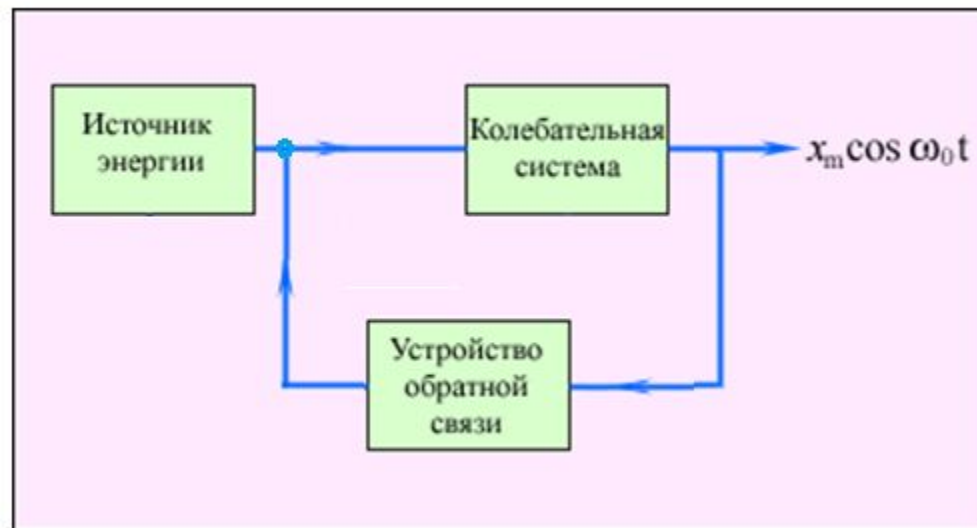 Источник
энергии
Колебательная
система
xₘcos ω₀t
Устройство
обратной
связи